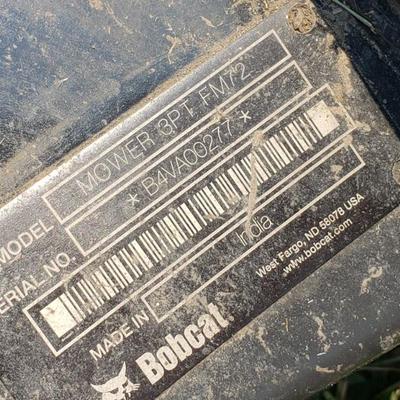 MODEL MOWER 3PT FM72
ERIAL NO. * B4VA00277 *
MADE IN India
Bobcat
West Fargo, ND 58078 USA
www.bobcat.com